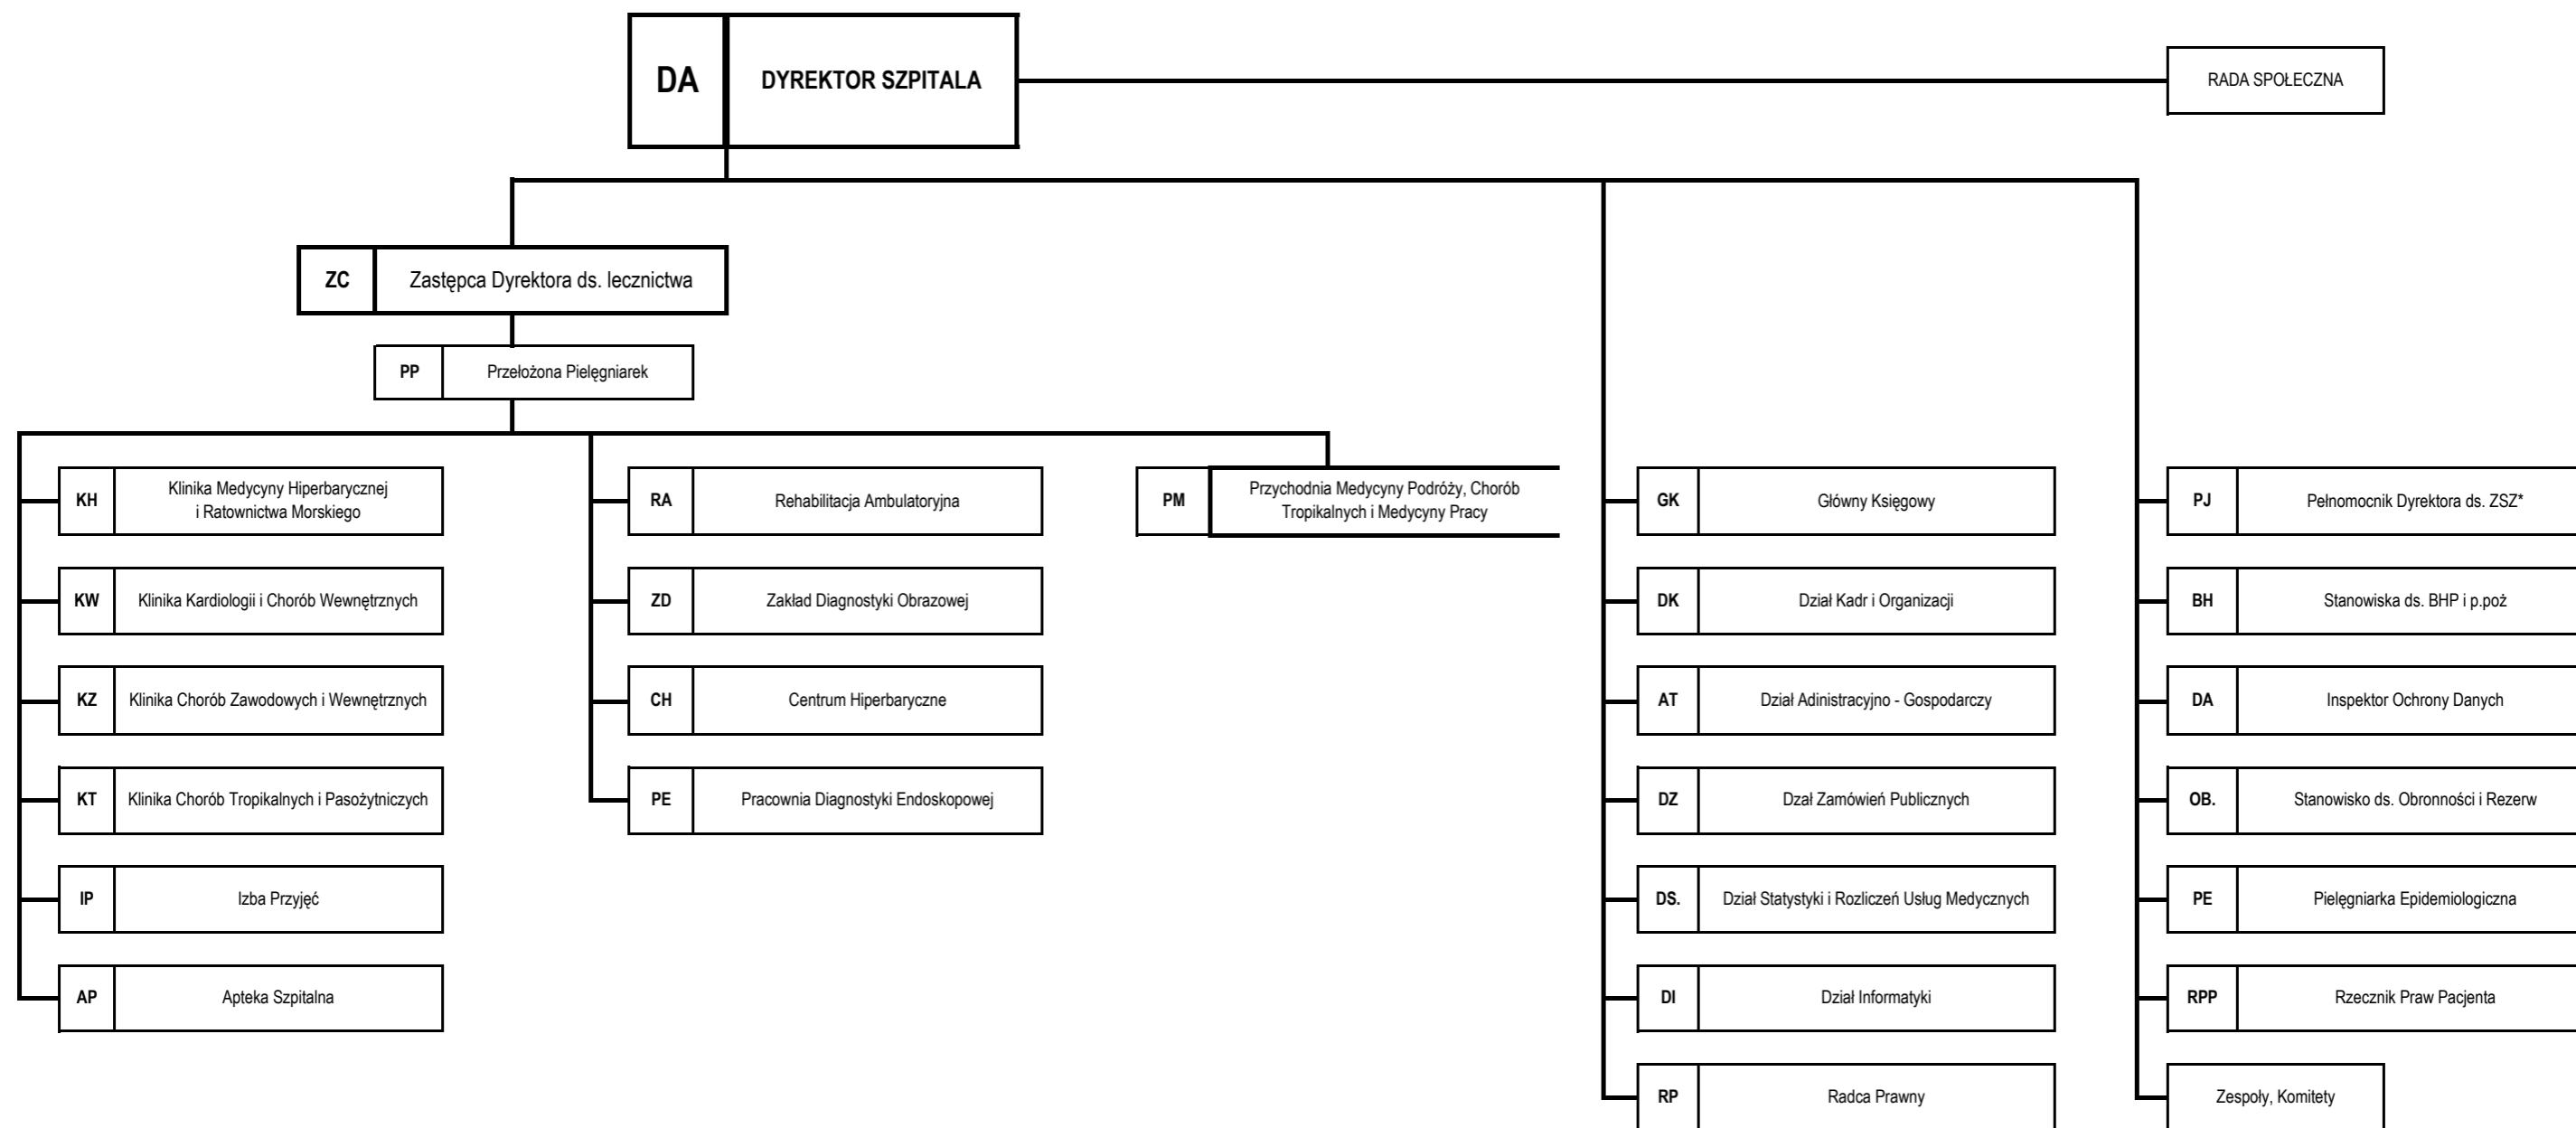 DA
DYREKTOR SZPITALA
RADA SPOŁECZNA
ZC
Zastępca Dyrektora ds. lecznictwa
PP
Przełożona Pielęgniarek
KH
Klinika Medycyny Hiperbarycznej
i Ratownictwa Morskiego
KW
Klinika Kardiologii i Chorób Wewnętrznych
KZ
Klinika Chorób Zawodowych i Wewnętrznych
KT
Klinika Chorób Tropikalnych i Pasożytniczych
IP
Izba Przyjęć
AP
Apteka Szpitalna
RA
Rehabilitacja Ambulatoryjna
ZD
Zakład Diagnostyki Obrazowej
CH
Centrum Hiperbaryczne
PE
Pracownia Diagnostyki Endoskopowej
PM
Przychodnia Medycyny Podróży, Chorób
Tropikalnych i Medycyny Pracy
GK
Główny Księgowy
DK
Dział Kadr i Organizacji
AT
Dział Adinistracyjno - Gospodarczy
DZ
Dzał Zamówień Publicznych
DS.
Dział Statystyki i Rozliczeń Usług Medycznych
DI
Dział Informatyki
RP
Radca Prawny
PJ
Pełnomocnik Dyrektora ds. ZSZ*
BH
Stanowiska ds. BHP i p.poż
DA
Inspektor Ochrony Danych
OB.
Stanowisko ds. Obronności i Rezerw
PE
Pielęgniarka Epidemiologiczna
RPP
Rzecznik Praw Pacjenta
Zespoły, Komitety